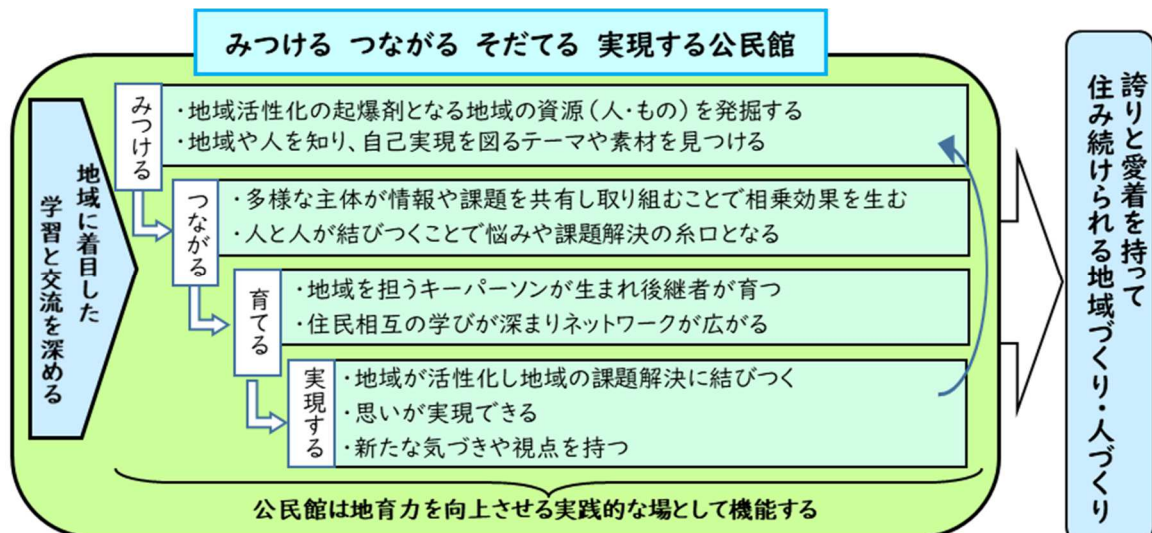 みつける つながる そだてる 実現する公民館
地域に着目した
学習と交流を深める
みつける
・地域活性化の起爆剤となる地域の資源(人・もの)を発掘する
・地域や人を知り、自己実現を図るテーマや素材を見つける
つながる
・多様な主体が情報や課題を共有し取り組むことで相乗効果を生む
・人と人が結びつくことで悩みや課題解決の糸口となる
育てる
・地域を担うキーパーソンが生まれ後継者が育つ
・住民相互の学びが深まりネットワークが広がる
実現する
・地域が活性化し地域の課題解決に結びつく
・思いが実現できる
・新たな気づきや視点を持つ
公民館は地育力を向上させる実践的な場として機能する
誇りと愛着を持って
住み続けられる地域づくり・人づくり